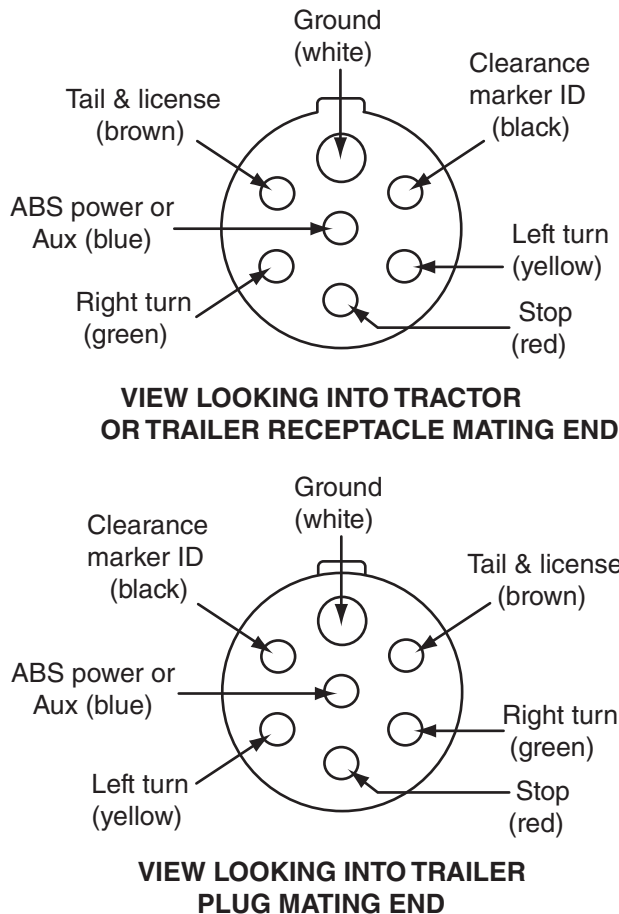 Ground
(white)
Clearance
marker ID
(black)
Tail & license
(brown)
ABS power or
Aux (blue)
Left turn
(yellow)
Right turn
(green)
Stop
(red)
VIEW LOOKING INTO TRACTOR
OR TRAILER RECEPTACLE MATING END
Ground
(white)
Clearance
marker ID
(black)
Tail & license
(brown)
ABS power or
Aux (blue)
Right turn
(green)
Left turn
(yellow)
Stop
(red)
VIEW LOOKING INTO TRAILER
PLUG MATING END